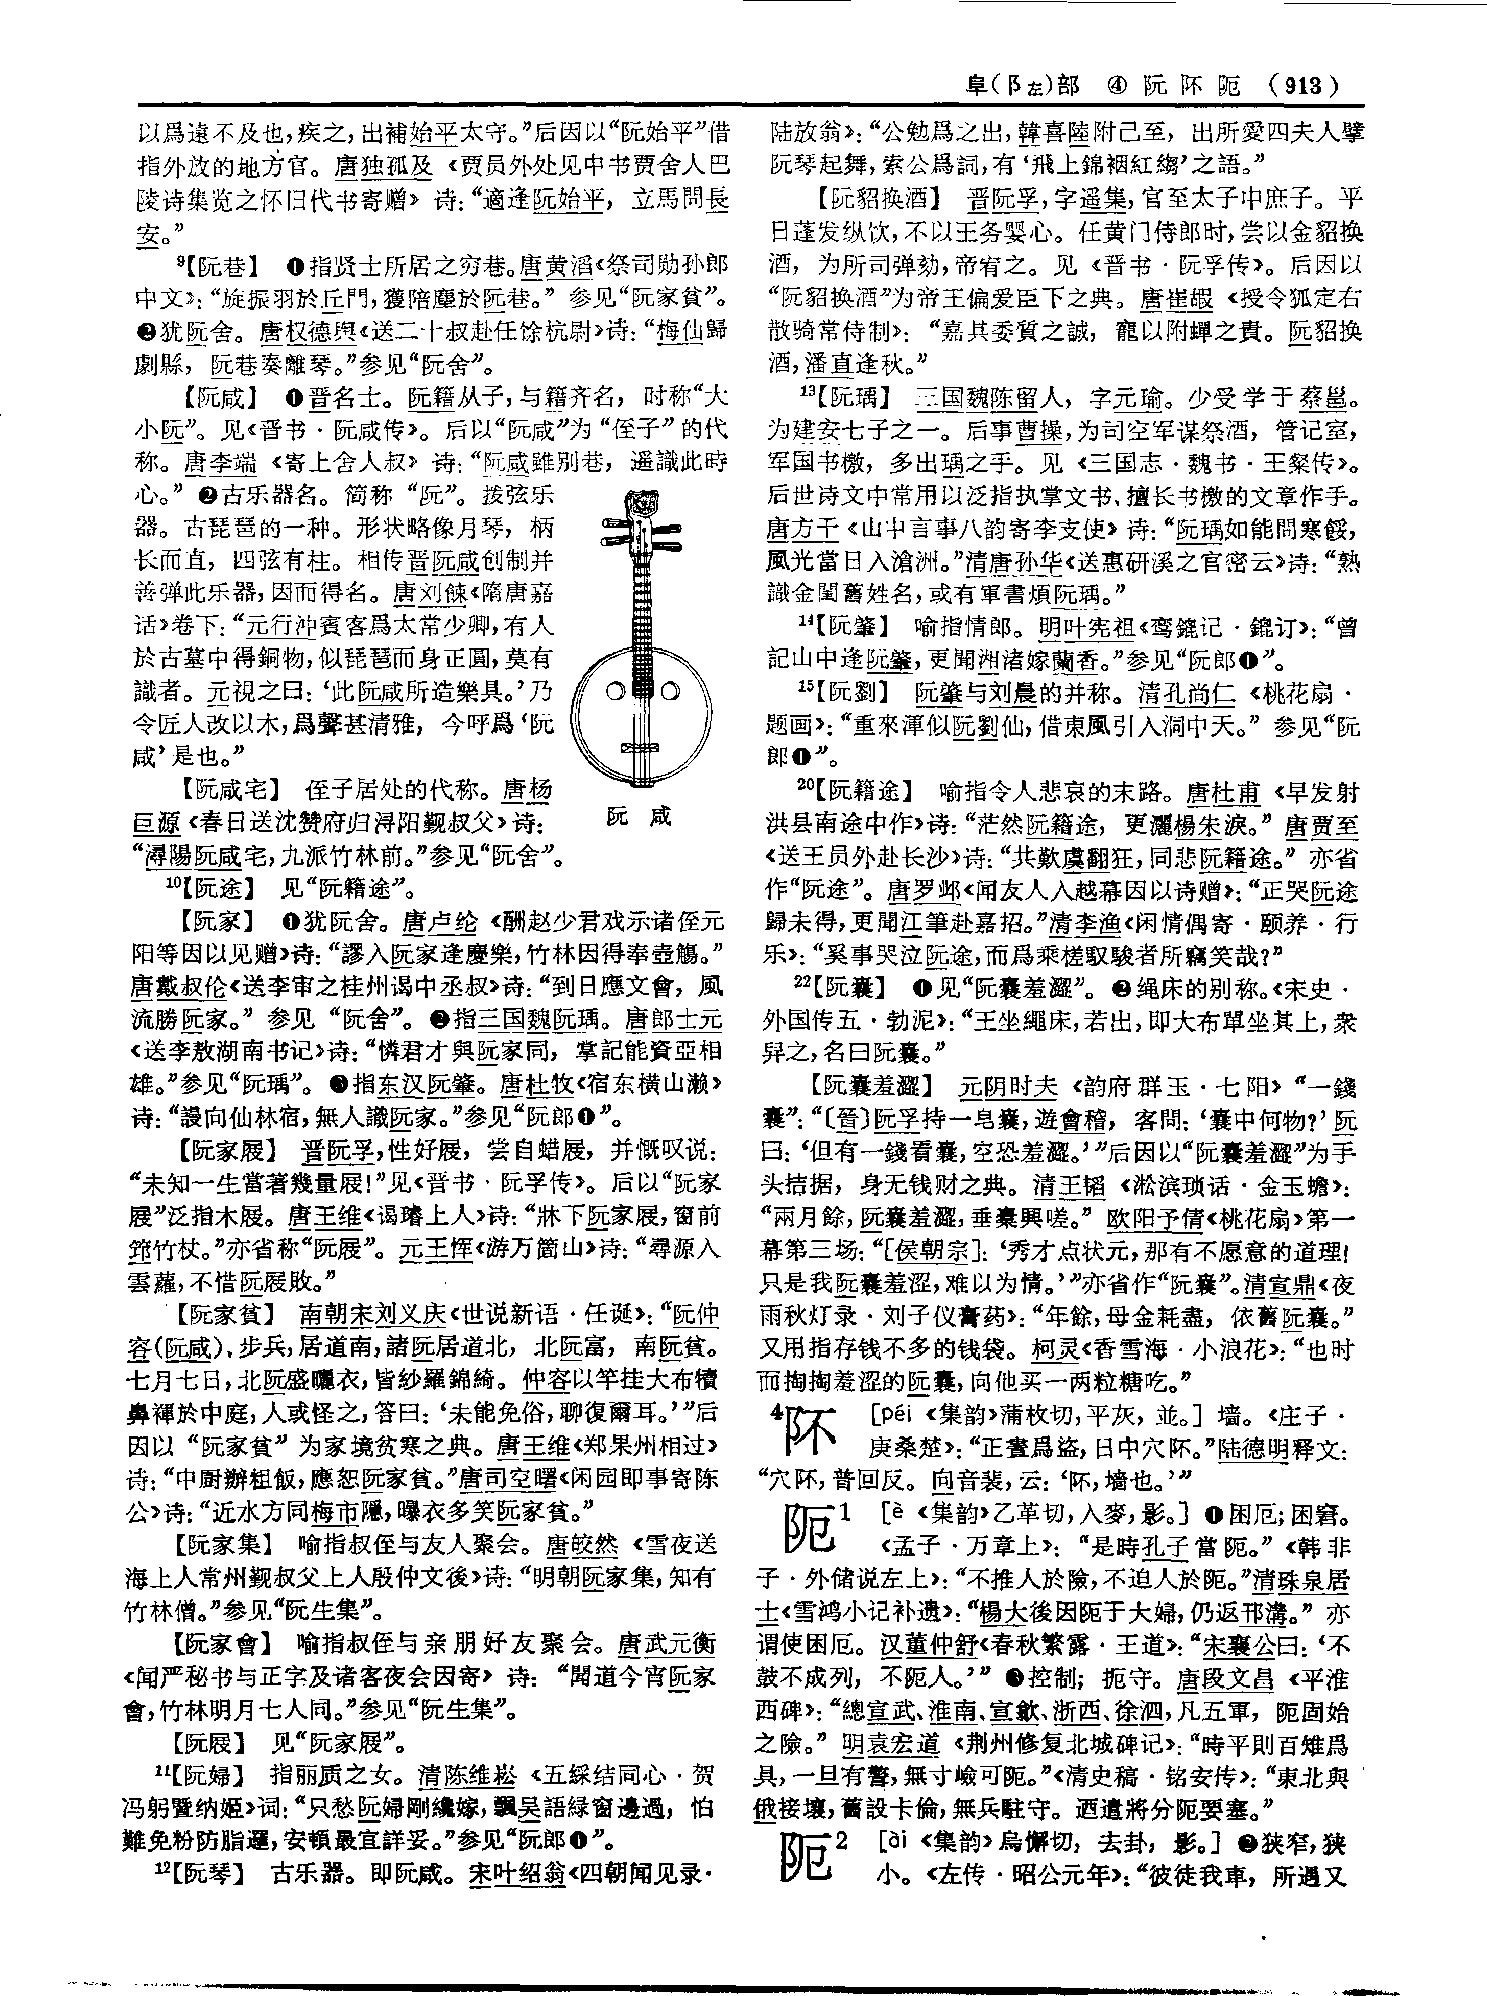 阜(阝左)部 ④ 阮 阫 阨 (913)
以爲遠不及也，疾之，出補始平太守。”后因以“阮始平”借
指外放的地方官。唐独孤及《贾员外处见中书贾舍人巴
陵诗集览之怀旧代书寄赠》诗：“適逢阮始平，立馬問長
安。”
⁹【阮巷】 ❶指贤士所居之穷巷。唐黄滔《祭司勋孙郎
中文》：“旋振羽於丘門，獲陪塵於阮巷。”参见“阮家貧”。
❷犹阮舍。唐权德舆《送二十叔赴任馀杭尉》诗：“梅仙歸
劇縣，阮巷奏離琴。”参见“阮舍”。
【阮咸】 ❶晋名士。阮籍从子，与籍齐名，时称“大
小阮”。见《晋书·阮咸传》。后以“阮咸”为“侄子”的代
称。唐李端《寄上舍人叔》诗：“阮咸雖别巷，遥識此時
心。”❷古乐器名。简称“阮”。拨弦乐
器。古琵琶的一种。形状略像月琴，柄
长而直，四弦有柱。相传晋阮咸创制并
善弹此乐器，因而得名。唐刘餗《隋唐嘉
话》卷下：“元行冲賓客爲太常少卿，有人
於古墓中得銅物，似琵琶而身正圓，莫有
識者。元視之曰：‘此阮咸所造樂具。’乃
令匠人改以木，爲聲甚清雅，今呼爲‘阮
咸’是也。”
【阮咸宅】 侄子居处的代称。唐杨
巨源《春日送沈赞府归浔阳觐叔父》诗：
“潯陽阮咸宅，九派竹林前。”参见“阮舍”。
阮 咸
¹⁰【阮途】 见“阮籍途”。
【阮家】 ❶犹阮舍。唐卢纶《酬赵少君戏示诸侄元
阳等因以见赠》诗：“謬入阮家逢慶樂，竹林因得奉壺觴。”
唐戴叔伦《送李审之桂州谒中丞叔》诗：“到日應文會，風
流勝阮家。”参见“阮舍”。❷指三国魏阮瑀。唐郎士元
《送李敖湖南书记》诗：“憐君才與阮家同，掌記能資亞相
雄。”参见“阮瑀”。❸指东汉阮肇。唐杜牧《宿东横山濑》
诗：“謾向仙林宿，無人識阮家。”参见“阮郎❶”。
【阮家屐】 晋阮孚，性好屐，尝自蜡屐，并慨叹说：
“未知一生當著幾量屐！”见《晋书·阮孚传》。后以“阮家
屐”泛指木屐。唐王维《谒璿上人》诗：“牀下阮家屐，窗前
筇竹杖。”亦省称“阮屐”。元王恽《游万箇山》诗：“尋源入
雲蘿，不惜阮屐敗。”
【阮家貧】 南朝宋刘义庆《世说新语·任诞》：“阮仲
容(阮咸)、步兵，居道南，諸阮居道北，北阮富，南阮貧。
七月七日，北阮盛曬衣，皆紗羅錦綺。仲容以竿挂大布犢
鼻褌於中庭，人或怪之，答曰：‘未能免俗，聊復爾耳。’”后
因以“阮家貧”为家境贫寒之典。唐王维《郑果州相过》
诗：“中厨辦粗飯，應恕阮家貧。”唐司空曙《闲园即事寄陈
公》诗：“近水方同梅市隱，曝衣多笑阮家貧。”
【阮家集】 喻指叔侄与友人聚会。唐皎然《雪夜送
海上人常州觐叔父上人殷仲文後》诗：“明朝阮家集，知有
竹林僧。”参见“阮生集”。
【阮家會】 喻指叔侄与亲朋好友聚会。唐武元衡
《闻严秘书与正字及诸客夜会因寄》诗：“聞道今宵阮家
會，竹林明月七人同。”参见“阮生集”。
【阮屐】 见“阮家屐”。
¹¹【阮婦】 指丽质之女。清陈维崧《五綵结同心·贺
冯躬暨纳姬》词：“只愁阮婦剛纔嫁，飄吴語緑窗邊過，怕
難免粉防脂邏，安頓最宜詳妥。”参见“阮郎❶”。
¹²【阮琴】 古乐器。即阮咸。宋叶绍翁《四朝闻见录·
陆放翁》：“公勉爲之出，韓喜陸附己至，出所愛四夫人擘
阮琴起舞，索公爲詞，有‘飛上錦裀紅縐’之語。”
【阮貂换酒】 晋阮孚，字遥集，官至太子中庶子。平
日蓬发纵饮，不以王务婴心。任黄门侍郎时，尝以金貂换
酒，为所司弹劾，帝宥之。见《晋书·阮孚传》。后因以
“阮貂换酒”为帝王偏爱臣下之典。唐崔嘏《授令狐定右
散骑常侍制》：“嘉其委質之誠，寵以附蟬之貴。阮貂换
酒，潘直逢秋。”
¹³【阮瑀】 三国魏陈留人，字元瑜。少受学于蔡邕。
为建安七子之一。后事曹操，为司空军谋祭酒，管记室，
军国书檄，多出瑀之手。见《三国志·魏书·王粲传》。
后世诗文中常用以泛指执掌文书、擅长书檄的文章作手。
唐方干《山中言事八韵寄李支使》诗：“阮瑀如能問寒餒，
風光當日入滄洲。”清唐孙华《送惠研溪之官密云》诗：“熟
識金閨舊姓名，或有軍書煩阮瑀。”
¹⁴【阮肇】 喻指情郎。明叶宪祖《鸾鎞记·鎞订》：“曾
記山中逢阮肇，更聞湘渚嫁蘭香。”参见“阮郎❶”。
¹⁵【阮劉】 阮肇与刘晨的并称。清孔尚仁《桃花扇·
题画》：“重來渾似阮劉仙，借東風引入洞中天。”参见“阮
郎❶”。
²⁰【阮籍途】 喻指令人悲哀的末路。唐杜甫《早发射
洪县南途中作》诗：“茫然阮籍途，更灑楊朱淚。”唐贾至
《送王员外赴长沙》诗：“共歎虞翻狂，同悲阮籍途。”亦省
作“阮途”。唐罗邺《闻友人入越幕因以诗赠》：“正哭阮途
歸未得，更聞江筆赴嘉招。”清李渔《闲情偶寄·颐养·行
乐》：“奚事哭泣阮途，而爲乘槎馭駿者所竊笑哉？”
²²【阮囊】 ❶见“阮囊羞澀”。❷绳床的别称。《宋史·
外国传五·勃泥》：“王坐繩床，若出，即大布單坐其上，衆
舁之，名曰阮囊。”
【阮囊羞澀】 元阴时夫《韵府群玉·七阳》“一錢
囊”：“〔晉〕阮孚持一皂囊，遊會稽，客問：‘囊中何物？’阮
曰：‘但有一錢看囊，空恐羞澀。’”后因以“阮囊羞澀”为手
头拮据，身无钱财之典。清王韬《淞滨琐话·金玉蟾》：
“兩月餘，阮囊羞澀，垂橐興嗟。”欧阳予倩《桃花扇》第一
幕第三场：“［侯朝宗］：‘秀才点状元，那有不愿意的道理！
只是我阮囊羞涩，难以为情。’”亦省作“阮囊”。清宣鼎《夜
雨秋灯录·刘子仪膏药》：“年餘，母金耗盡，依舊阮囊。”
又用指存钱不多的钱袋。柯灵《香雪海·小浪花》：“也时
而掏掏羞涩的阮囊，向他买一两粒糖吃。”
⁴阫 [péi《集韵》蒲枚切，平灰，並。] 墙。《庄子·
庚桑楚》：“正晝爲盗，日中穴阫。”陆德明释文：
“穴阫，普回反。向音裴，云：‘阫，墙也。’”
阨¹ [è《集韵》乙革切，入麥，影。] ❶困厄；困窘。
《孟子·万章上》：“是時孔子當阨。”《韩非
子·外储说左上》：“不推人於險，不迫人於阨。”清珠泉居
士《雪鸿小记补遗》：“楊大後因阨于大婦，仍返邗溝。”亦
谓使困厄。汉董仲舒《春秋繁露·王道》：“宋襄公曰：‘不
鼓不成列，不阨人。’”❸控制；扼守。唐段文昌《平淮
西碑》：“總宣武、淮南、宣歙、浙西、徐泗，凡五軍，阨固始
之險。”明袁宏道《荆州修复北城碑记》：“時平則百雉爲
具，一旦有警，無寸嶮可阨。”《清史稿·铭安传》：“東北與
俄接壤，舊設卡倫，無兵駐守。迺遣將分阨要塞。”
阨² [ài《集韵》烏懈切，去卦，影。] ❷狭窄，狭
小。《左传·昭公元年》：“彼徒我車，所遇又